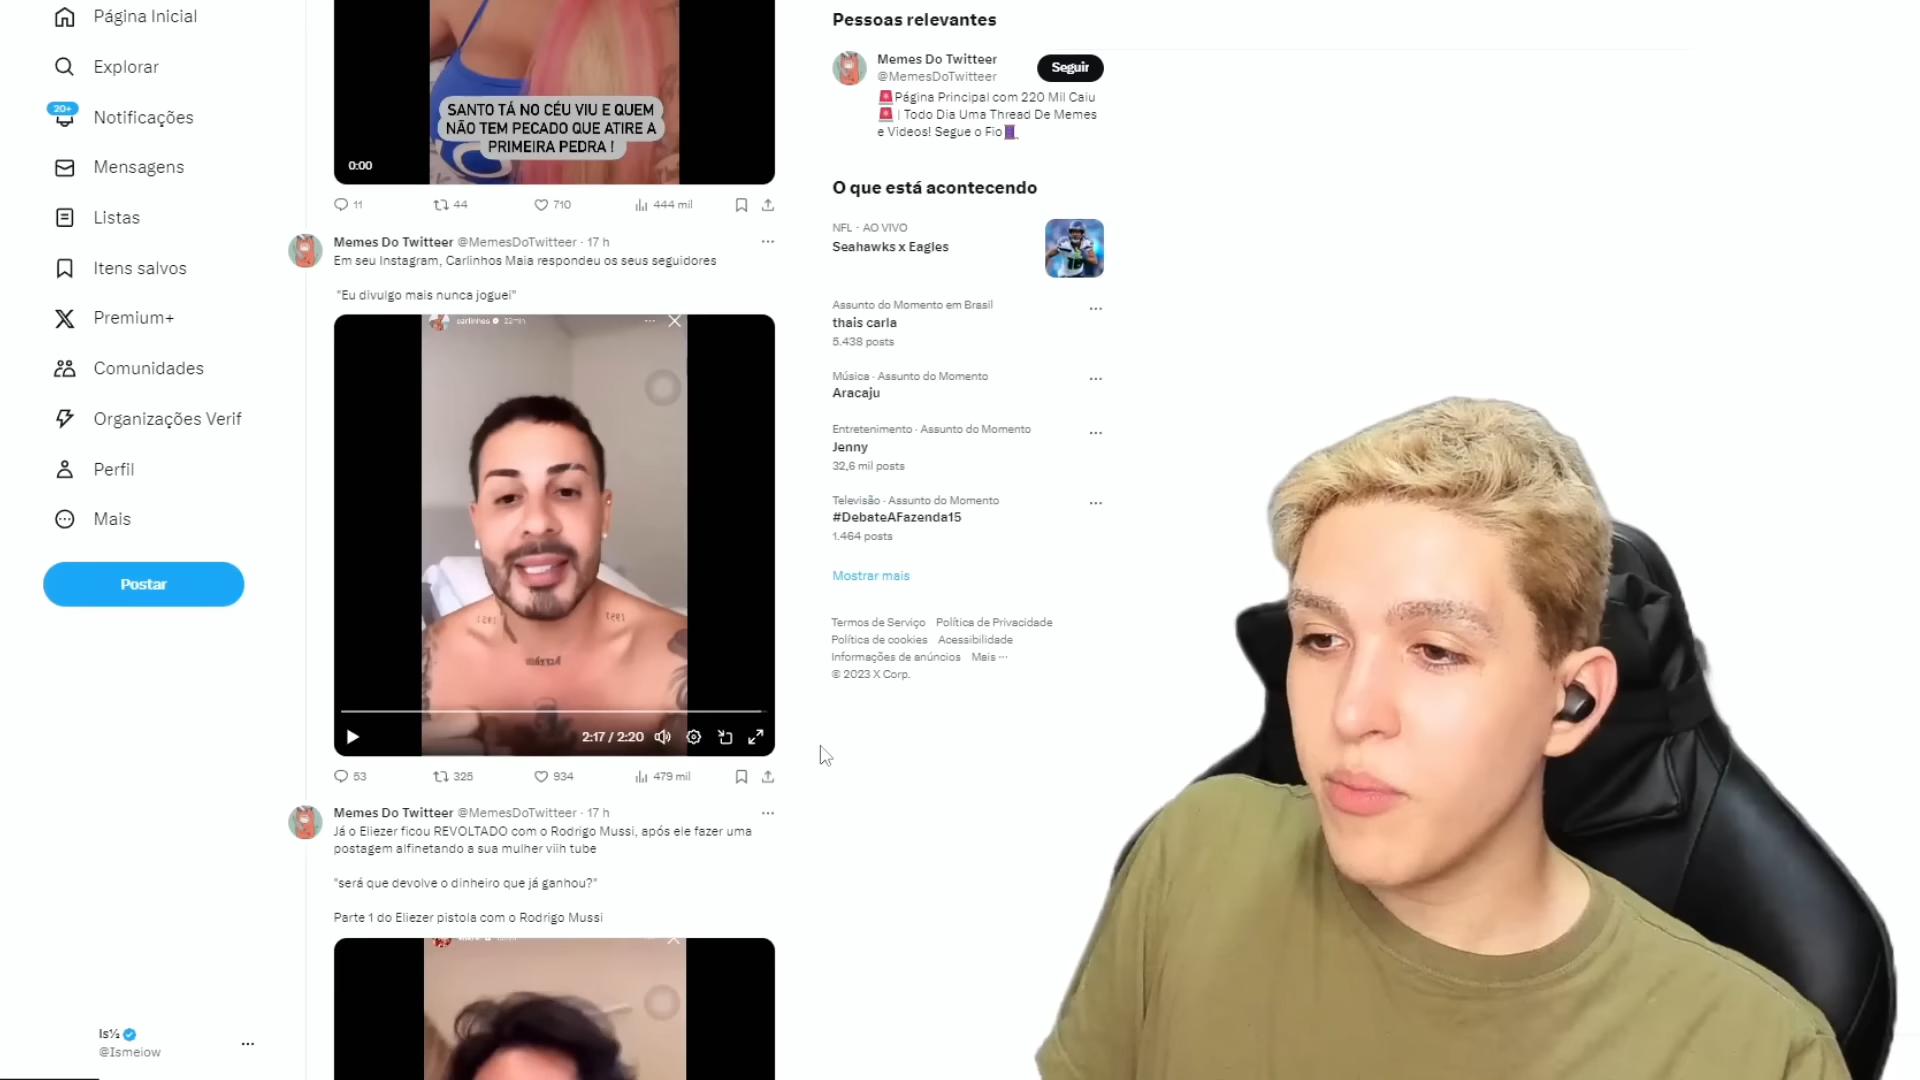 Página Inicial
Explorar
20+
Notificações
Mensagens
Listas
Itens salvos
Premium+
Comunidades
Organizações Verif
Perfil
Mais
Postar
Is½
@Ismeiow
SANTO TÁ NO CÉU VIU E QUEM
NÃO TEM PECADO QUE ATIRE A
PRIMEIRA PEDRA !
0:00
11
44
710
444 mil
Memes Do Twitteer @MemesDoTwitteer · 17 h
Em seu Instagram, Carlinhos Maia respondeu os seus seguidores
"Eu divulgo mais nunca joguei"
carlinhos 22min
2:17 / 2:20
53
325
934
479 mil
Memes Do Twitteer @MemesDoTwitteer · 17 h
Já o Eliezer ficou REVOLTADO com o Rodrigo Mussi, após ele fazer uma
postagem alfinetando a sua mulher viih tube
"será que devolve o dinheiro que já ganhou?"
Parte 1 do Eliezer pistola com o Rodrigo Mussi
Pessoas relevantes
Memes Do Twitteer
@MemesDoTwitteer
Seguir
🚨Página Principal com 220 Mil Caiu
🚨 | Todo Dia Uma Thread De Memes
e Videos! Segue o Fio🧵
O que está acontecendo
NFL · AO VIVO
Seahawks x Eagles
Assunto do Momento em Brasil
thais carla
5.438 posts
Música · Assunto do Momento
Aracaju
Entretenimento · Assunto do Momento
Jenny
32,6 mil posts
Televisão · Assunto do Momento
#DebateAFazenda15
1.464 posts
Mostrar mais
Termos de Serviço Política de Privacidade
Política de cookies Acessibilidade
Informações de anúncios Mais ···
© 2023 X Corp.